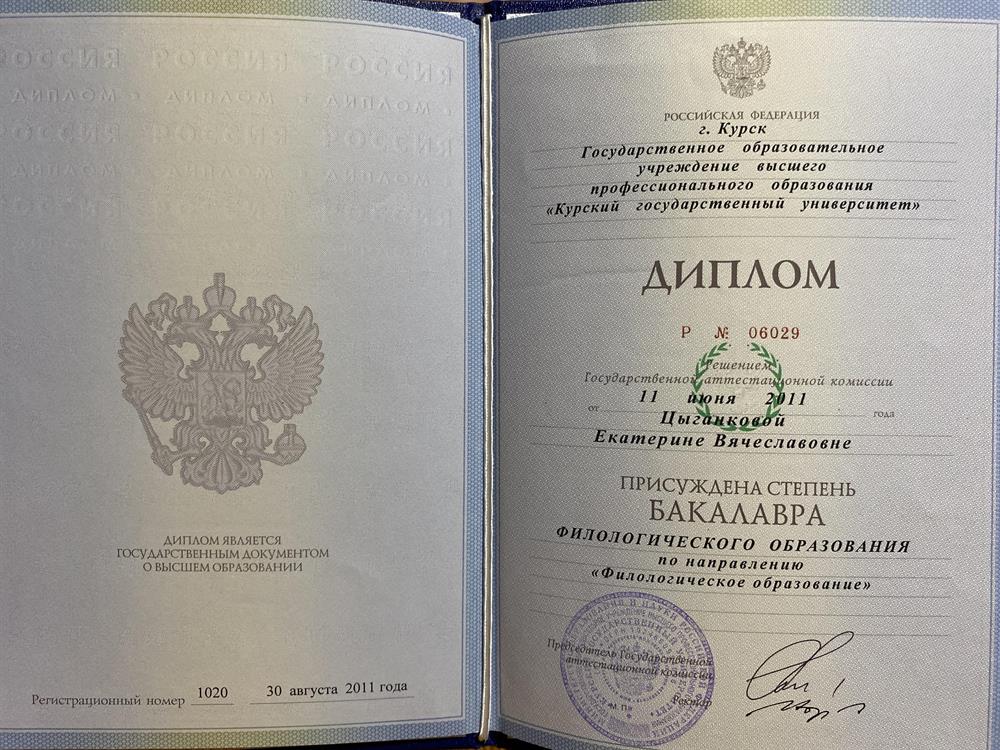 РОССИЯ РОССИЯ РОССИЯ
ДИПЛОМ ДИПЛОМ ДИПЛОМ
РОССИЯ РОССИЯ РОССИЯ
ДИПЛОМ ЯВЛЯЕТСЯ
ГОСУДАРСТВЕННЫМ ДОКУМЕНТОМ
О ВЫСШЕМ ОБРАЗОВАНИИ
Регистрационный номер 1020 30 августа 2011 года
РОССИЙСКАЯ ФЕДЕРАЦИЯ
г. Курск
Государственное образовательное
учреждение высшего
профессионального образования
«Курский государственный университет»
ДИПЛОМ
Р № 06029
Решением
Государственной аттестационной комиссии
от 11 июня 2011 года
Цыганковой
Екатерине Вячеславовне
ПРИСУЖДЕНА СТЕПЕНЬ
БАКАЛАВРА
ФИЛОЛОГИЧЕСКОГО ОБРАЗОВАНИЯ
по направлению
«Филологическое образование»
Председатель Государственной
аттестационной комиссии
М. П.
Ректор